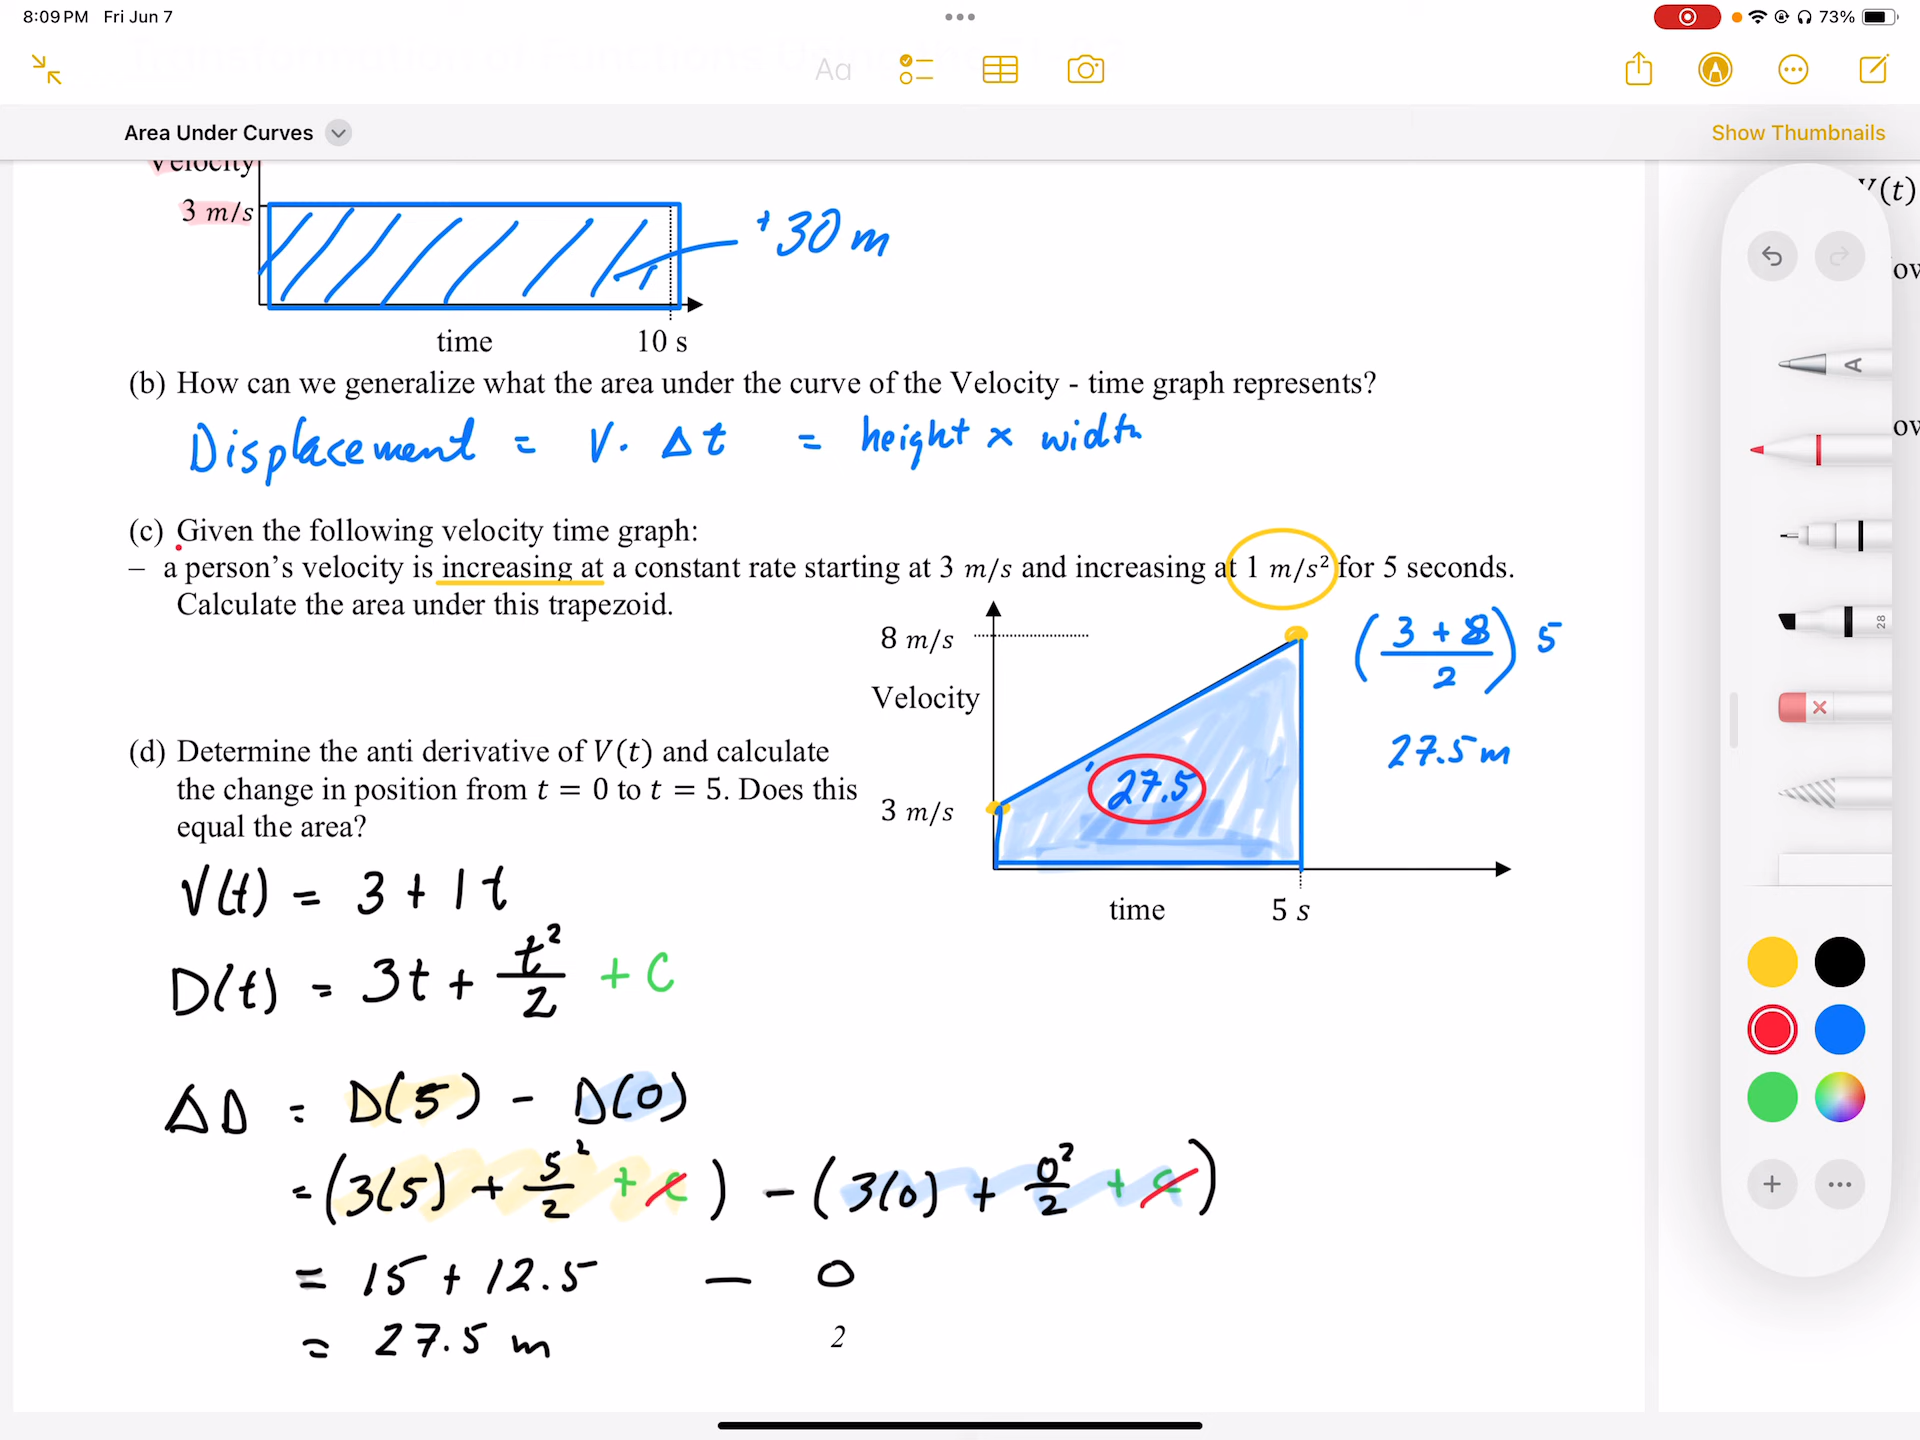 8:09 PM Fri Jun 7
73%
Aa
Area Under Curves
Show Thumbnails
Velocity
3 m/s
+30 m
time
10 s
(b) How can we generalize what the area under the curve of the Velocity - time graph represents?
Displacement = V · Δt = height x width
(c) Given the following velocity time graph:
– a person's velocity is increasing at a constant rate starting at 3 m/s and increasing at 1 m/s² for 5 seconds.
Calculate the area under this trapezoid.
8 m/s
Velocity
3 m/s
27.5
time
5 s
((3 + 8)/2) 5
27.5 m
(d) Determine the anti derivative of V(t) and calculate
the change in position from t = 0 to t = 5. Does this
equal the area?
V(t) = 3 + 1t
D(t) = 3t + t²/2 + C
ΔD = D(5) - D(0)
= (3(5) + 5²/2 + c) - (3(0) + 0²/2 + c)
= 15 + 12.5 - 0
= 27.5 m
2
V(t)
ow
ow
A
28